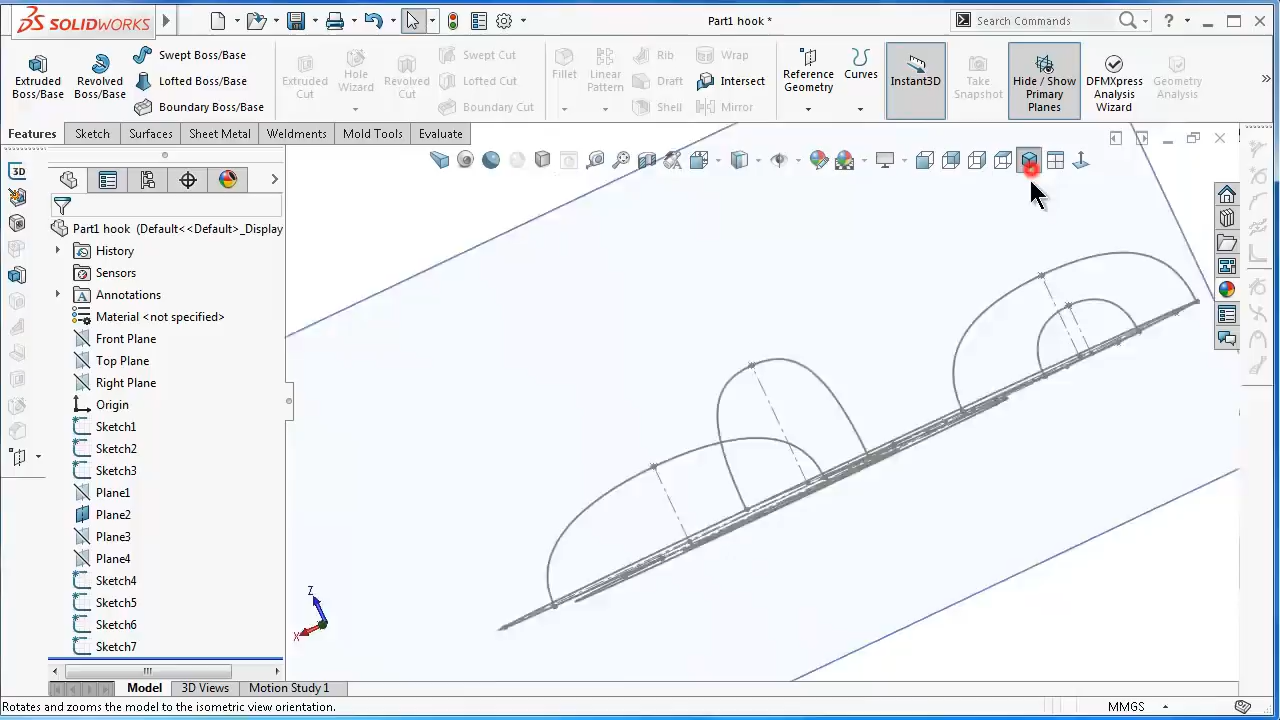 SOLIDWORKS
Part1 hook *
Search Commands
?
Extruded Boss/Base
Revolved Boss/Base
Swept Boss/Base
Lofted Boss/Base
Boundary Boss/Base
Extruded Cut
Hole Wizard
Revolved Cut
Swept Cut
Lofted Cut
Boundary Cut
Fillet
Linear Pattern
Rib
Draft
Shell
Wrap
Intersect
Mirror
Reference Geometry
Curves
Instant3D
Take Snapshot
Hide / Show Primary Planes
DFMXpress Analysis Wizard
Geometry Analysis
Features
Sketch
Surfaces
Sheet Metal
Weldments
Mold Tools
Evaluate
3D
Part1 hook (Default<<Default>_Display
History
Sensors
Annotations
Material <not specified>
Front Plane
Top Plane
Right Plane
Origin
Sketch1
Sketch2
Sketch3
Plane1
Plane2
Plane3
Plane4
Sketch4
Sketch5
Sketch6
Sketch7
Z
X
Model
3D Views
Motion Study 1
Rotates and zooms the model to the isometric view orientation.
MMGS